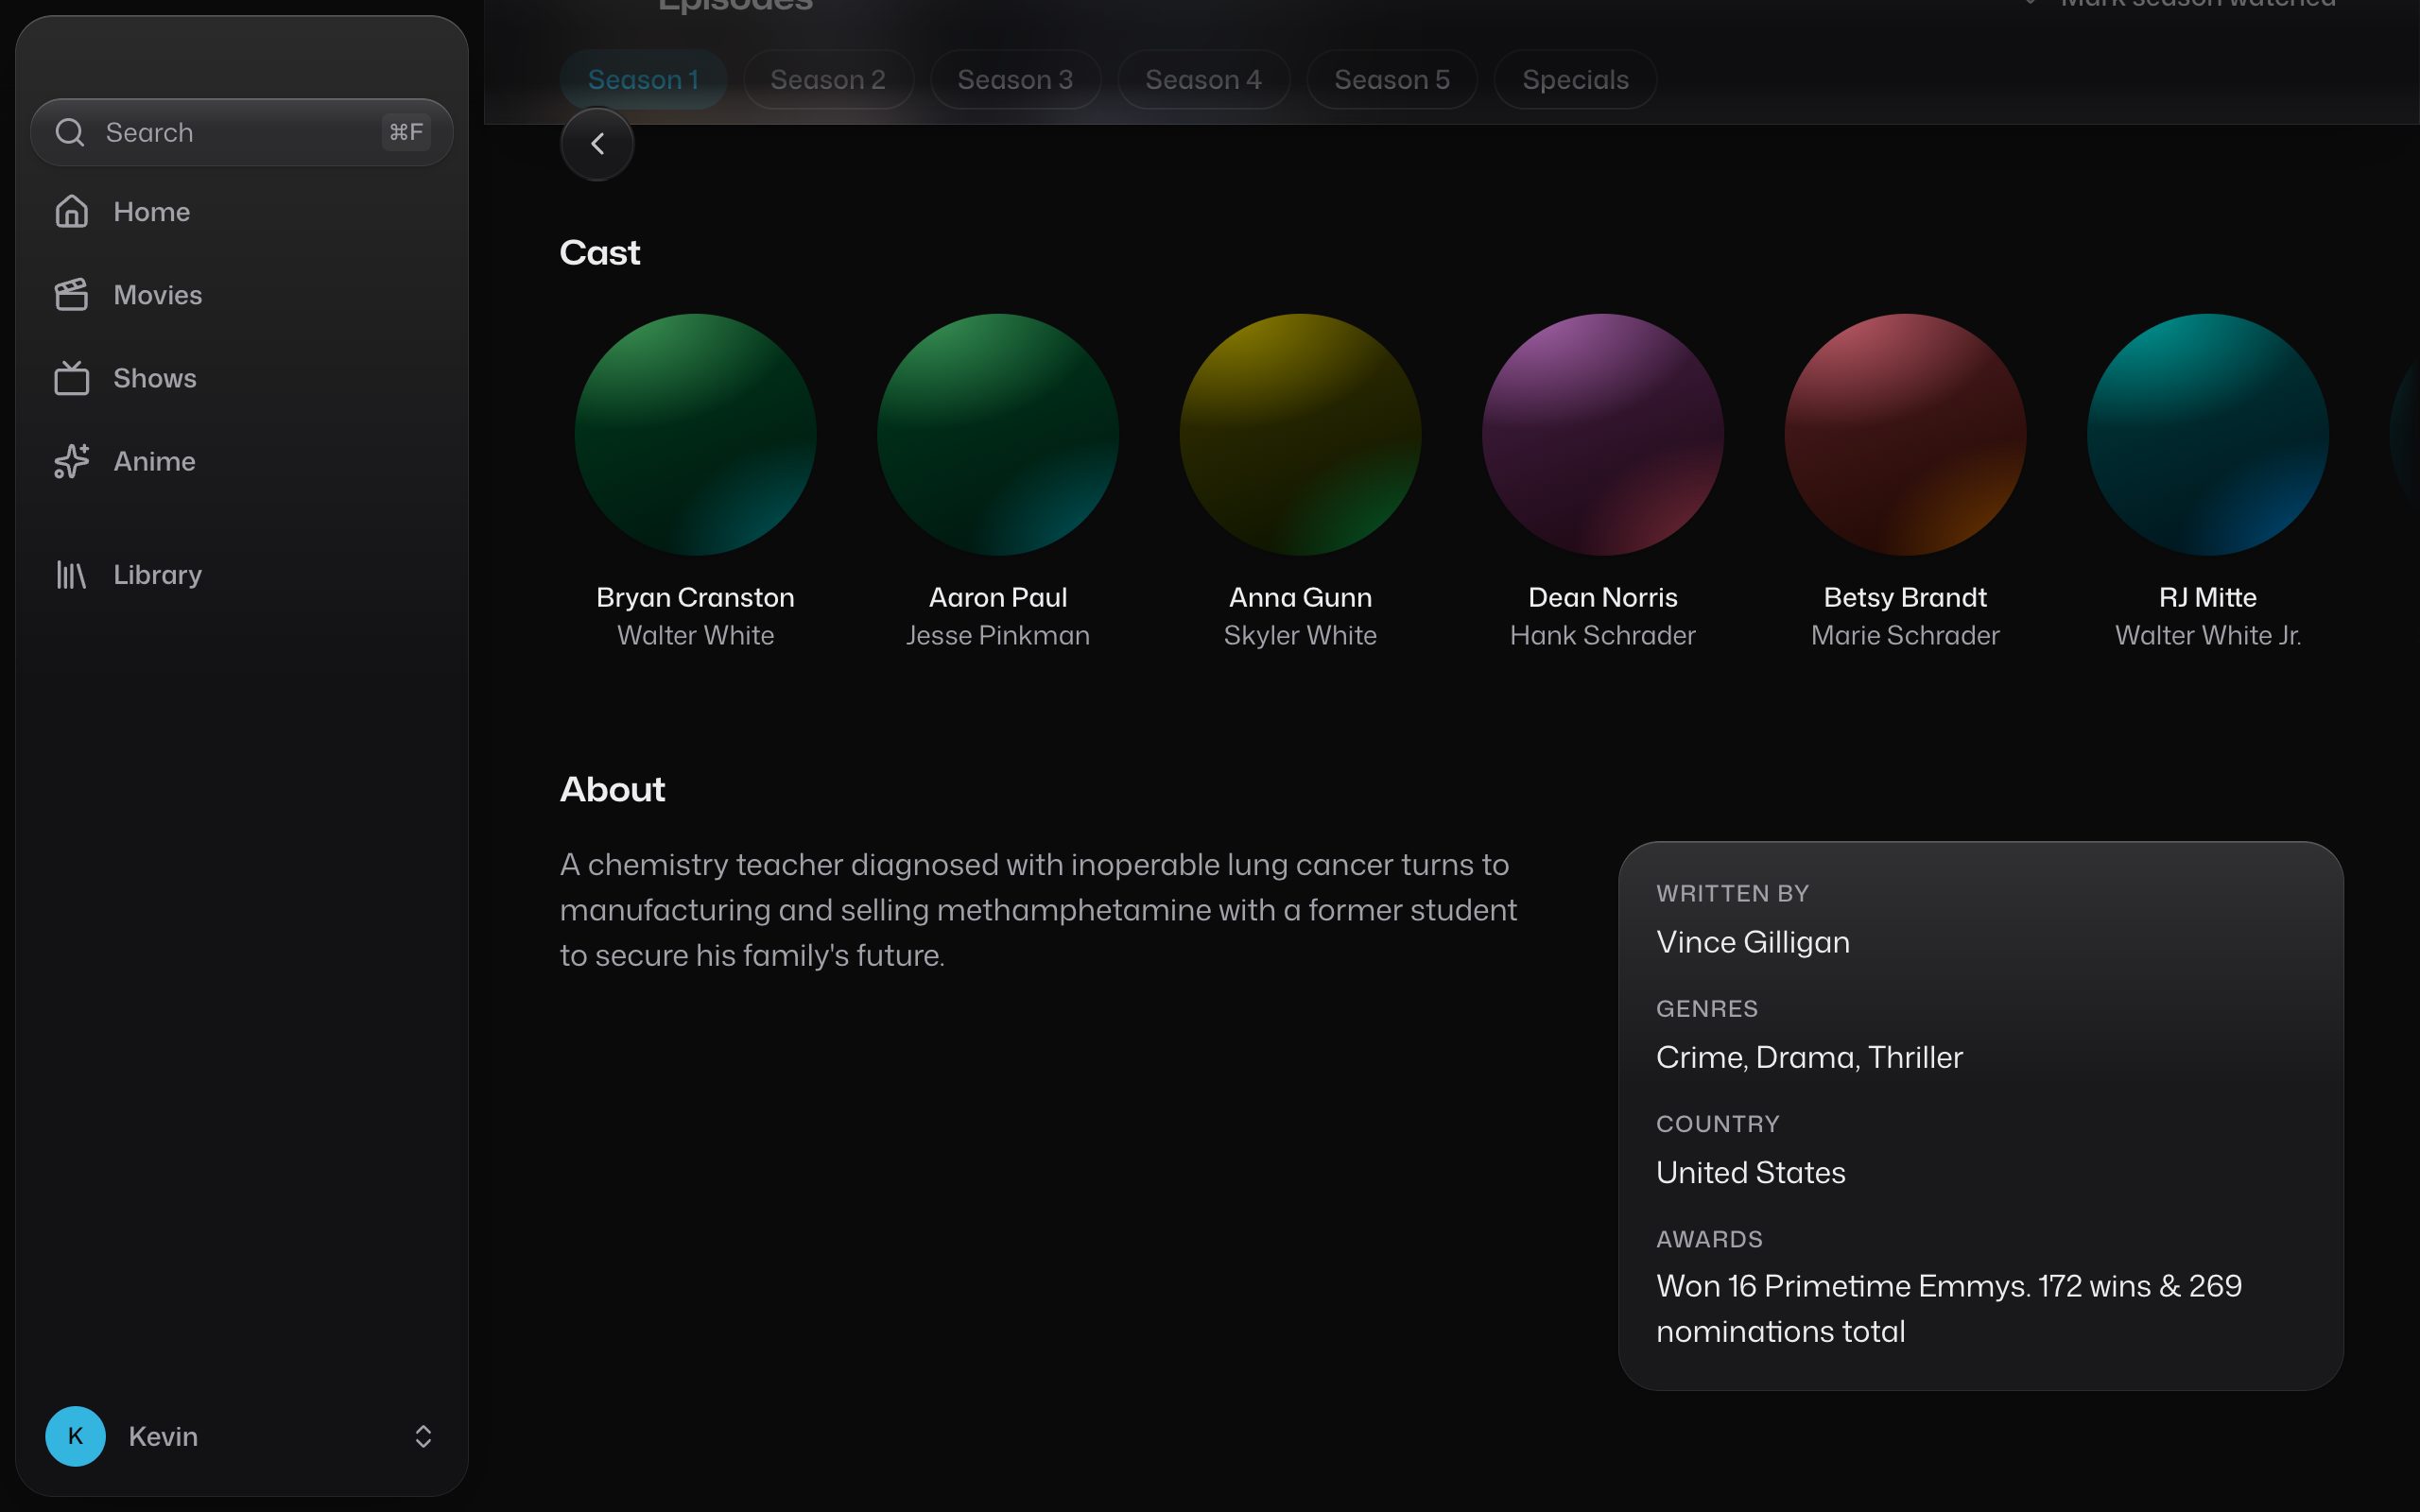 Search
⌘F
Home
Movies
Shows
Anime
Library
K
Kevin
Episodes
Mark season watched
Season 1
Season 2
Season 3
Season 4
Season 5
Specials
Cast
Bryan Cranston
Walter White
Aaron Paul
Jesse Pinkman
Anna Gunn
Skyler White
Dean Norris
Hank Schrader
Betsy Brandt
Marie Schrader
RJ Mitte
Walter White Jr.
About
A chemistry teacher diagnosed with inoperable lung cancer turns to
manufacturing and selling methamphetamine with a former student
to secure his family's future.
WRITTEN BY
Vince Gilligan
GENRES
Crime, Drama, Thriller
COUNTRY
United States
AWARDS
Won 16 Primetime Emmys. 172 wins & 269
nominations total